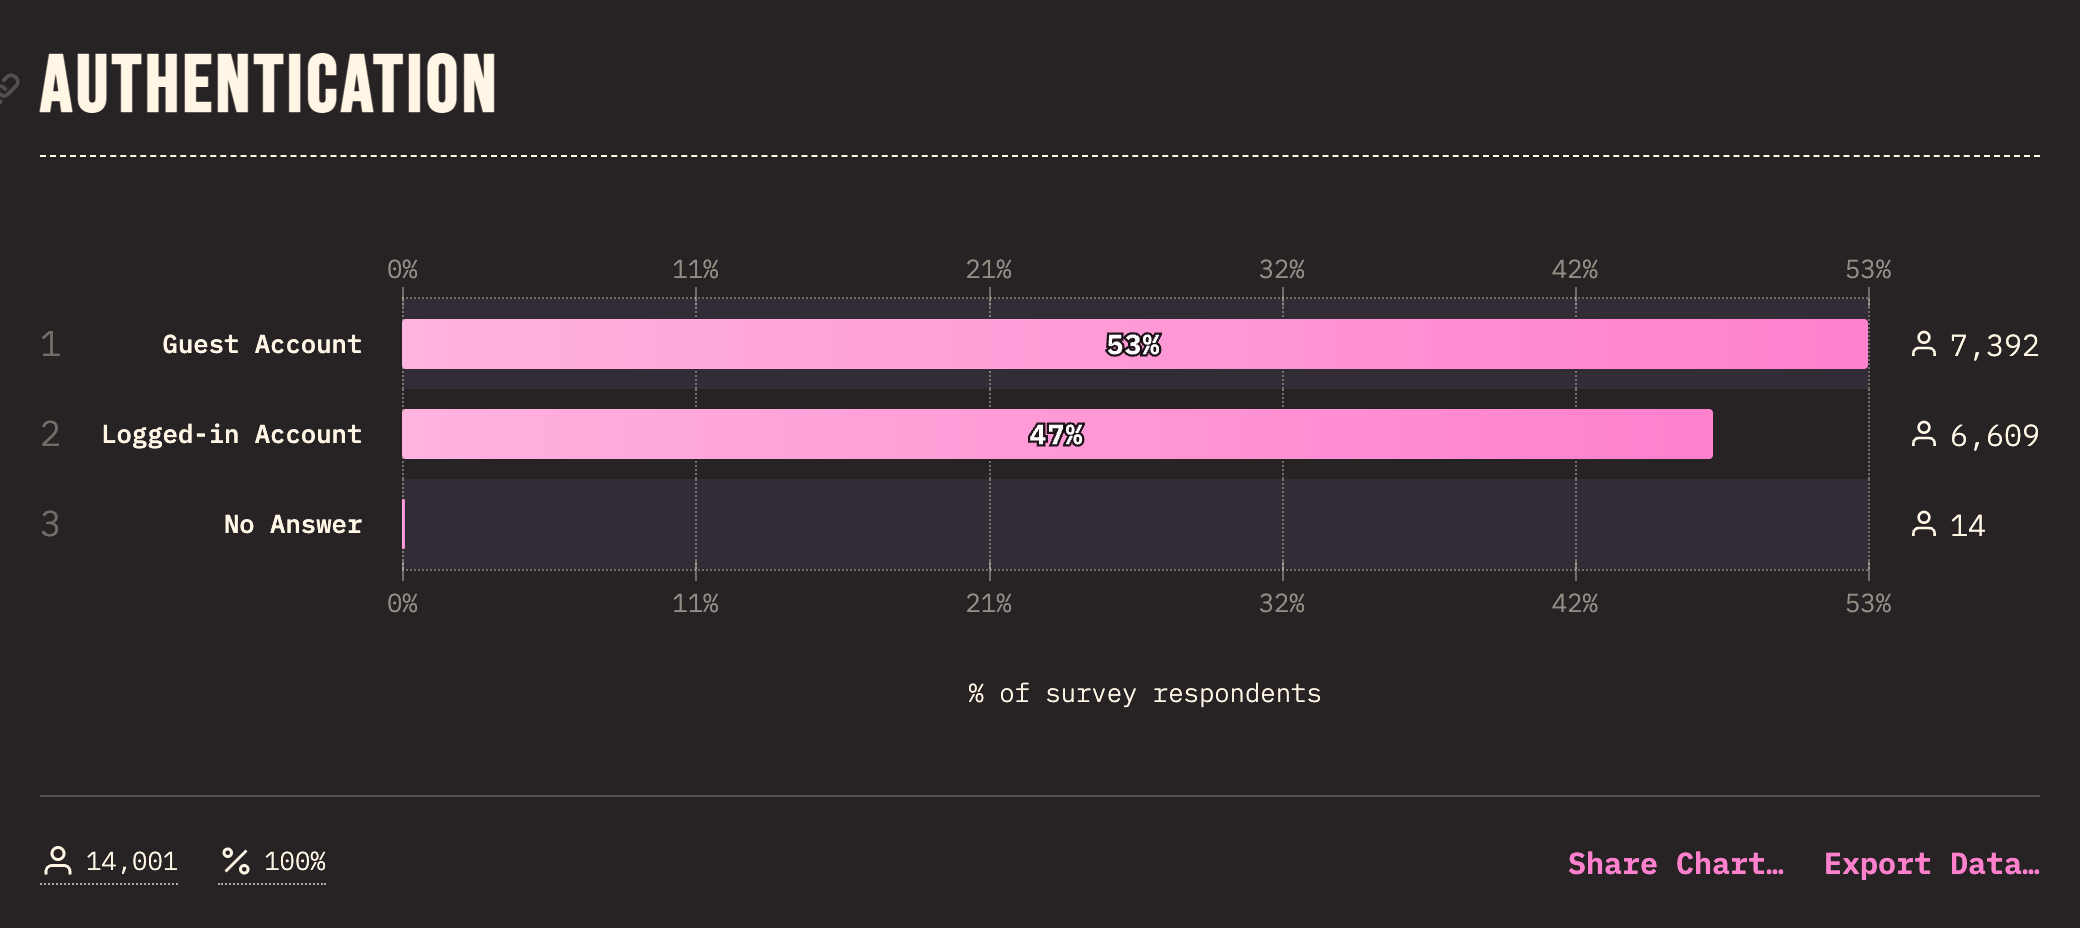 AUTHENTICATION
0% 11% 21% 32% 42% 53%
1 Guest Account 53% 7,392
2 Logged-in Account 47% 6,609
3 No Answer 14
0% 11% 21% 32% 42% 53%
% of survey respondents
14,001 % 100% Share Chart… Export Data…